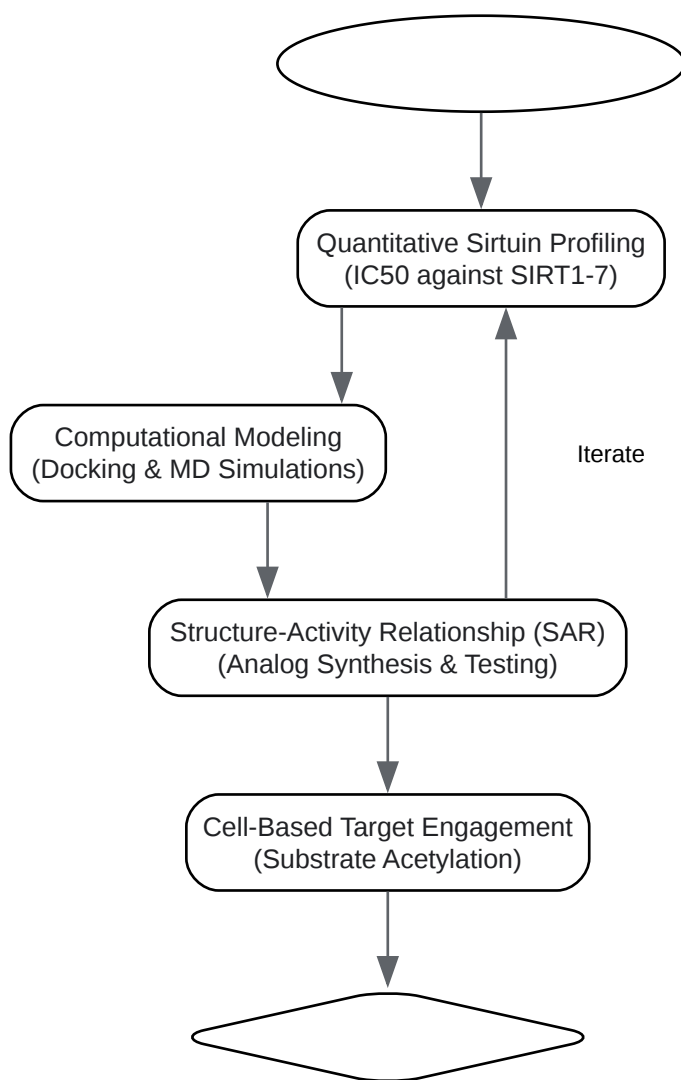 Quantitative Sirtuin Profiling
(IC50 against SIRT1-7)
Computational Modeling
(Docking & MD Simulations)
Iterate
Structure-Activity Relationship (SAR)
(Analog Synthesis & Testing)
Cell-Based Target Engagement
(Substrate Acetylation)